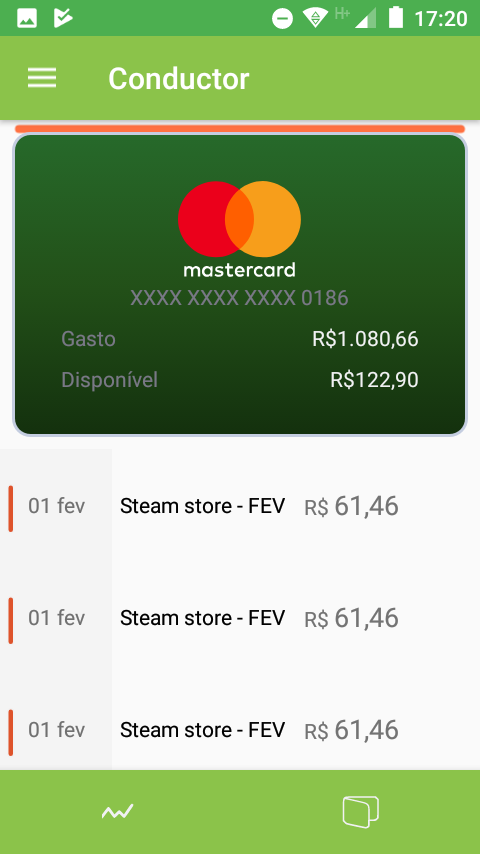 H+ 17:20
Conductor
mastercard
XXXX XXXX XXXX 0186
Gasto R$1.080,66
Disponível R$122,90
01 fev Steam store - FEV R$ 61,46
01 fev Steam store - FEV R$ 61,46
01 fev Steam store - FEV R$ 61,46